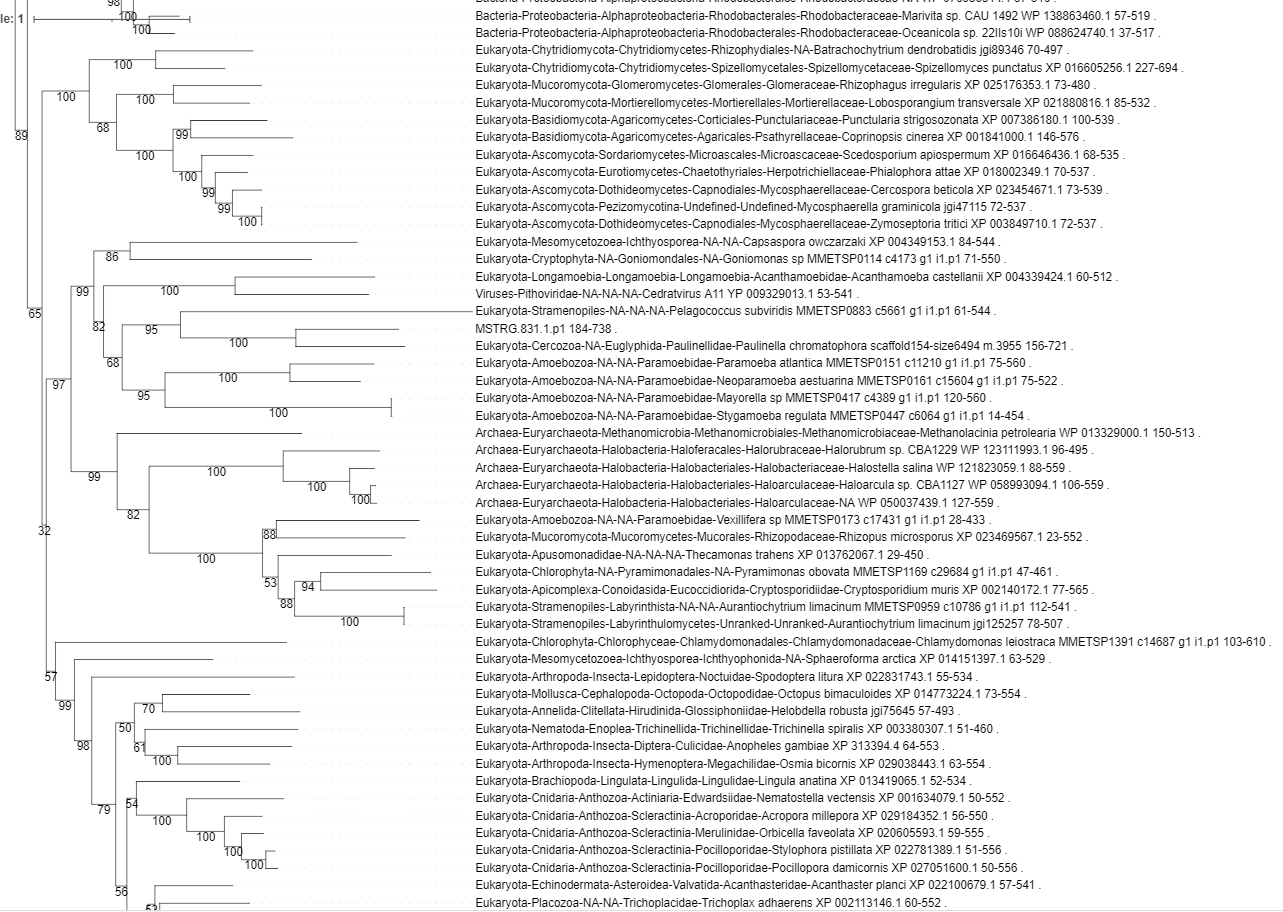 le: 1
Bacteria-Proteobacteria-Alphaproteobacteria-Rhodobacterales-Rhodobacteraceae-Marivita sp. CAU 1492 WP 138863460.1 57-519 .
Bacteria-Proteobacteria-Alphaproteobacteria-Rhodobacterales-Rhodobacteraceae-Oceanicola sp. 22IIs10i WP 088624740.1 37-517 .
Eukaryota-Chytridiomycota-Chytridiomycetes-Rhizophydiales-NA-Batrachochytrium dendrobatidis jgi89346 70-497 .
Eukaryota-Chytridiomycota-Chytridiomycetes-Spizellomycetales-Spizellomycetaceae-Spizellomyces punctatus XP 016605256.1 227-694 .
Eukaryota-Mucoromycota-Glomeromycetes-Glomerales-Glomeraceae-Rhizophagus irregularis XP 025176353.1 73-480 .
Eukaryota-Mucoromycota-Mortierellomycetes-Mortierellales-Mortierellaceae-Lobosporangium transversale XP 021880816.1 85-532 .
Eukaryota-Basidiomycota-Agaricomycetes-Corticiales-Punctulariaceae-Punctularia strigosozonata XP 007386180.1 100-539 .
Eukaryota-Basidiomycota-Agaricomycetes-Agaricales-Psathyrellaceae-Coprinopsis cinerea XP 001841000.1 146-576 .
Eukaryota-Ascomycota-Sordariomycetes-Microascales-Microascaceae-Scedosporium apiospermum XP 016646436.1 68-535 .
Eukaryota-Ascomycota-Eurotiomycetes-Chaetothyriales-Herpotrichiellaceae-Phialophora attae XP 018002349.1 70-537 .
Eukaryota-Ascomycota-Dothideomycetes-Capnodiales-Mycosphaerellaceae-Cercospora beticola XP 023454671.1 73-539 .
Eukaryota-Ascomycota-Pezizomycotina-Undefined-Undefined-Mycosphaerella graminicola jgi47115 72-537 .
Eukaryota-Ascomycota-Dothideomycetes-Capnodiales-Mycosphaerellaceae-Zymoseptoria tritici XP 003849710.1 72-537 .
Eukaryota-Mesomycetozoea-Ichthyosporea-NA-NA-Capsaspora owczarzaki XP 004349153.1 84-544 .
Eukaryota-Cryptophyta-NA-Goniomondales-NA-Goniomonas sp MMETSP0114 c4173 g1 i1.p1 71-550 .
Eukaryota-Longamoebia-Longamoebia-Longamoebia-Acanthamoebidae-Acanthamoeba castellanii XP 004339424.1 60-512 .
Viruses-Pithoviridae-NA-NA-NA-Cedratvirus A11 YP 009329013.1 53-541 .
Eukaryota-Stramenopiles-NA-NA-NA-Pelagococcus subviridis MMETSP0883 c5661 g1 i1.p1 61-544 .
MSTRG.831.1.p1 184-738 .
Eukaryota-Cercozoa-NA-Euglyphida-Paulinellidae-Paulinella chromatophora scaffold154-size6494 m.3955 156-721 .
Eukaryota-Amoebozoa-NA-NA-Paramoebidae-Paramoeba atlantica MMETSP0151 c11210 g1 i1.p1 75-560 .
Eukaryota-Amoebozoa-NA-NA-Paramoebidae-Neoparamoeba aestuarina MMETSP0161 c15604 g1 i1.p1 75-522 .
Eukaryota-Amoebozoa-NA-NA-Paramoebidae-Mayorella sp MMETSP0417 c4389 g1 i1.p1 120-560 .
Eukaryota-Amoebozoa-NA-NA-Paramoebidae-Stygamoeba regulata MMETSP0447 c6064 g1 i1.p1 14-454 .
Archaea-Euryarchaeota-Methanomicrobia-Methanomicrobiales-Methanomicrobiaceae-Methanolacinia petrolearia WP 013329000.1 150-513 .
Archaea-Euryarchaeota-Halobacteria-Haloferacales-Halorubraceae-Halorubrum sp. CBA1229 WP 123111993.1 96-495 .
Archaea-Euryarchaeota-Halobacteria-Halobacteriales-Halobacteriaceae-Halostella salina WP 121823059.1 88-559 .
Archaea-Euryarchaeota-Halobacteria-Halobacteriales-Haloarculaceae-Haloarcula sp. CBA1127 WP 058993094.1 106-559 .
Archaea-Euryarchaeota-Halobacteria-Halobacteriales-Haloarculaceae-NA WP 050037439.1 127-559 .
Eukaryota-Amoebozoa-NA-NA-Paramoebidae-Vexillifera sp MMETSP0173 c17431 g1 i1.p1 28-433 .
Eukaryota-Mucoromycota-Mucoromycetes-Mucorales-Rhizopodaceae-Rhizopus microsporus XP 023469567.1 23-552 .
Eukaryota-Apusomonadidae-NA-NA-NA-Thecamonas trahens XP 013762067.1 29-450 .
Eukaryota-Chlorophyta-NA-Pyramimonadales-NA-Pyramimonas obovata MMETSP1169 c29684 g1 i1.p1 47-461 .
Eukaryota-Apicomplexa-Conoidasida-Eucoccidiorida-Cryptosporidiidae-Cryptosporidium muris XP 002140172.1 77-565 .
Eukaryota-Stramenopiles-Labyrinthista-NA-NA-Aurantiochytrium limacinum MMETSP0959 c10786 g1 i1.p1 112-541 .
Eukaryota-Stramenopiles-Labyrinthulomycetes-Unranked-Unranked-Aurantiochytrium limacinum jgi125257 78-507 .
Eukaryota-Chlorophyta-Chlorophyceae-Chlamydomonadales-Chlamydomonadaceae-Chlamydomonas leiostraca MMETSP1391 c14687 g1 i1.p1 103-610 .
Eukaryota-Mesomycetozoea-Ichthyosporea-Ichthyophonida-NA-Sphaeroforma arctica XP 014151397.1 63-529 .
Eukaryota-Arthropoda-Insecta-Lepidoptera-Noctuidae-Spodoptera litura XP 022831743.1 55-534 .
Eukaryota-Mollusca-Cephalopoda-Octopoda-Octopodidae-Octopus bimaculoides XP 014773224.1 73-554 .
Eukaryota-Annelida-Clitellata-Hirudinida-Glossiphoniidae-Helobdella robusta jgi75645 57-493 .
Eukaryota-Nematoda-Enoplea-Trichinellida-Trichinellidae-Trichinella spiralis XP 003380307.1 51-460 .
Eukaryota-Arthropoda-Insecta-Diptera-Culicidae-Anopheles gambiae XP 313394.4 64-553 .
Eukaryota-Arthropoda-Insecta-Hymenoptera-Megachilidae-Osmia bicornis XP 029038443.1 63-554 .
Eukaryota-Brachiopoda-Lingulata-Lingulida-Lingulidae-Lingula anatina XP 013419065.1 52-534 .
Eukaryota-Cnidaria-Anthozoa-Actiniaria-Edwardsiidae-Nematostella vectensis XP 001634079.1 50-552 .
Eukaryota-Cnidaria-Anthozoa-Scleractinia-Acroporidae-Acropora millepora XP 029184352.1 56-550 .
Eukaryota-Cnidaria-Anthozoa-Scleractinia-Merulinidae-Orbicella faveolata XP 020605593.1 59-555 .
Eukaryota-Cnidaria-Anthozoa-Scleractinia-Pocilloporidae-Stylophora pistillata XP 022781389.1 51-556 .
Eukaryota-Cnidaria-Anthozoa-Scleractinia-Pocilloporidae-Pocillopora damicornis XP 027051600.1 50-556 .
Eukaryota-Echinodermata-Asteroidea-Valvatida-Acanthasteridae-Acanthaster planci XP 022100679.1 57-541 .
Eukaryota-Placozoa-NA-NA-Trichoplacidae-Trichoplax adhaerens XP 002113146.1 60-552 .
98
100
100
100
100
89
100
68
99
100
100
99
99
100
86
99
100
65
82
95
100
68
100
97
95
100
100
99
100
100
82
32
88
100
53
94
88
100
57
99
70
50
98
61
100
79
54
100
100
100
100
56